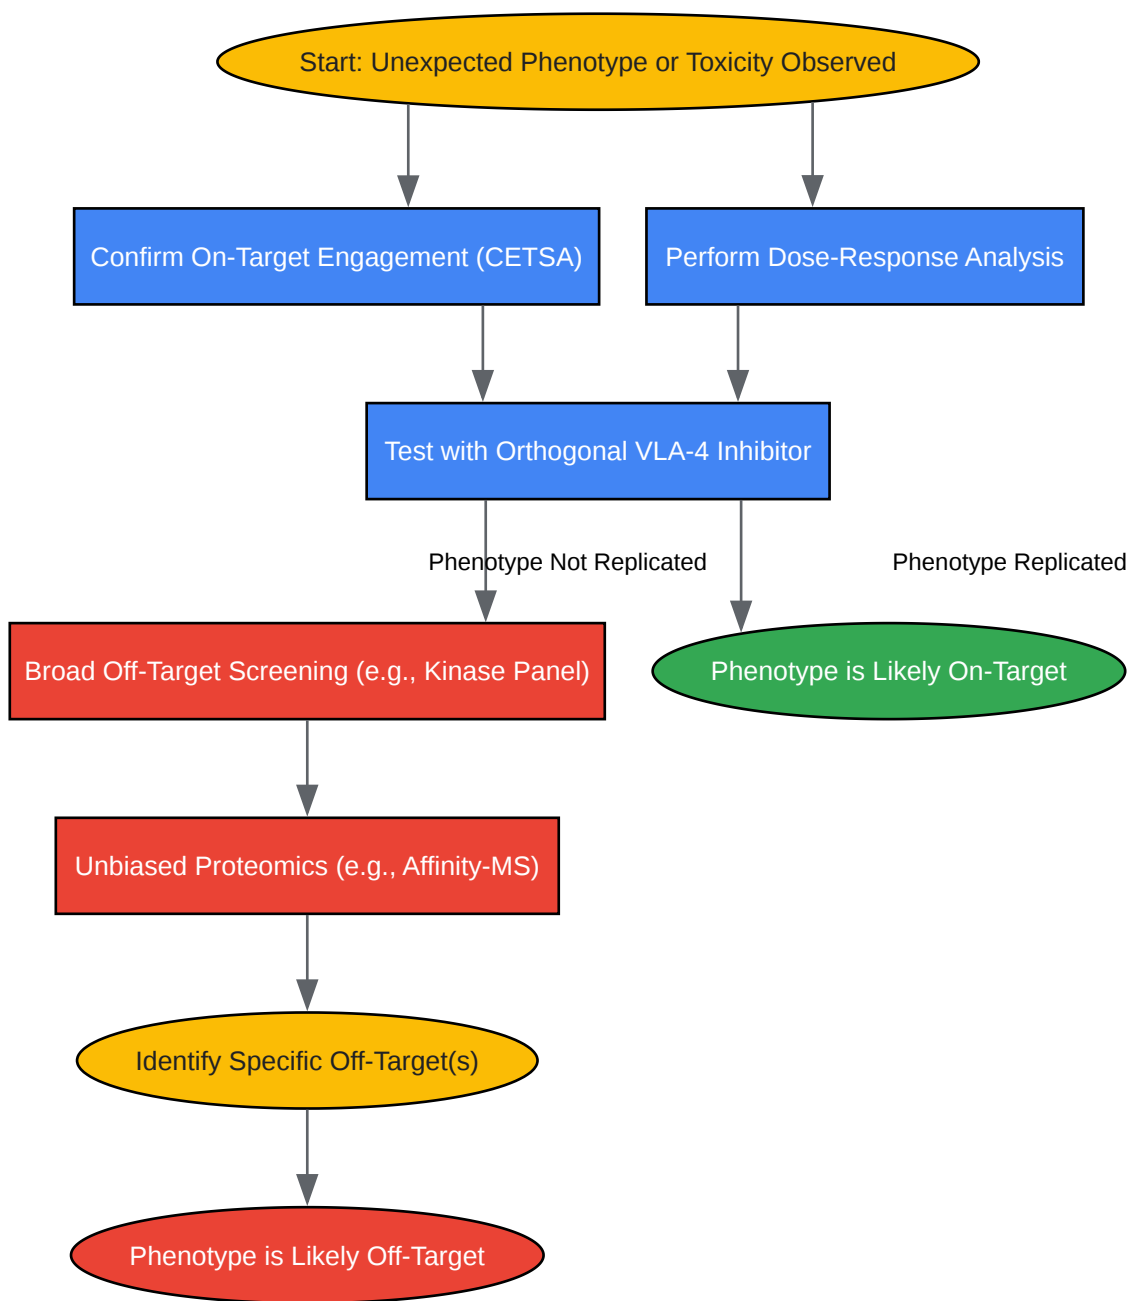 Start: Unexpected Phenotype or Toxicity Observed
Confirm On-Target Engagement (CETSA)
Perform Dose-Response Analysis
Test with Orthogonal VLA-4 Inhibitor
Phenotype Not Replicated
Phenotype Replicated
Broad Off-Target Screening (e.g., Kinase Panel)
Phenotype is Likely On-Target
Unbiased Proteomics (e.g., Affinity-MS)
Identify Specific Off-Target(s)
Phenotype is Likely Off-Target